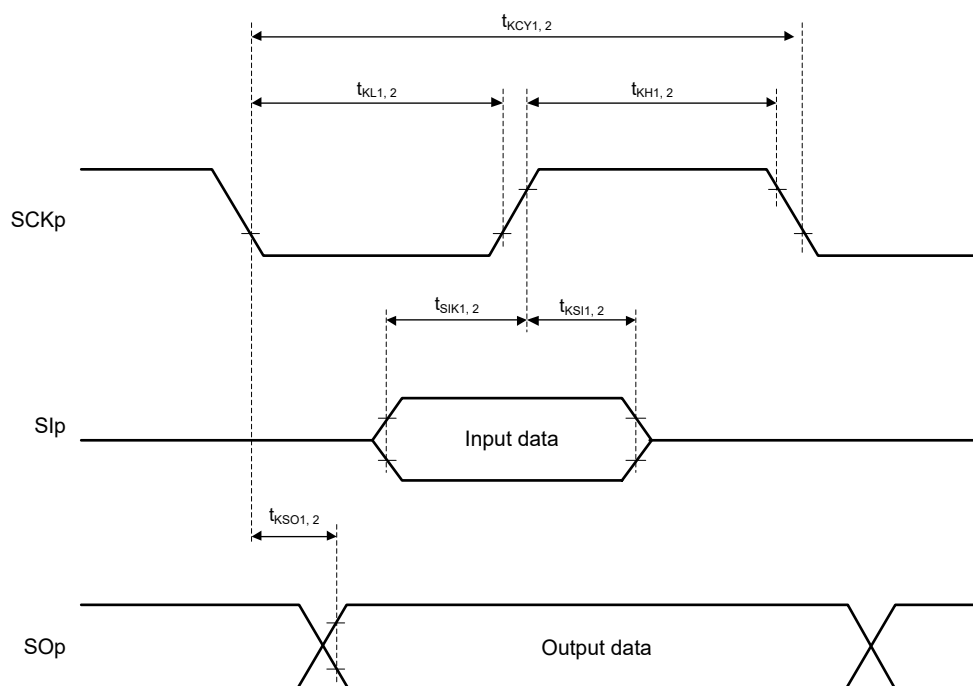 tKCY1, 2
tKL1, 2
tKH1, 2
SCKp
tSIK1, 2
tKSI1, 2
SIp
Input data
tKSO1, 2
SOp
Output data